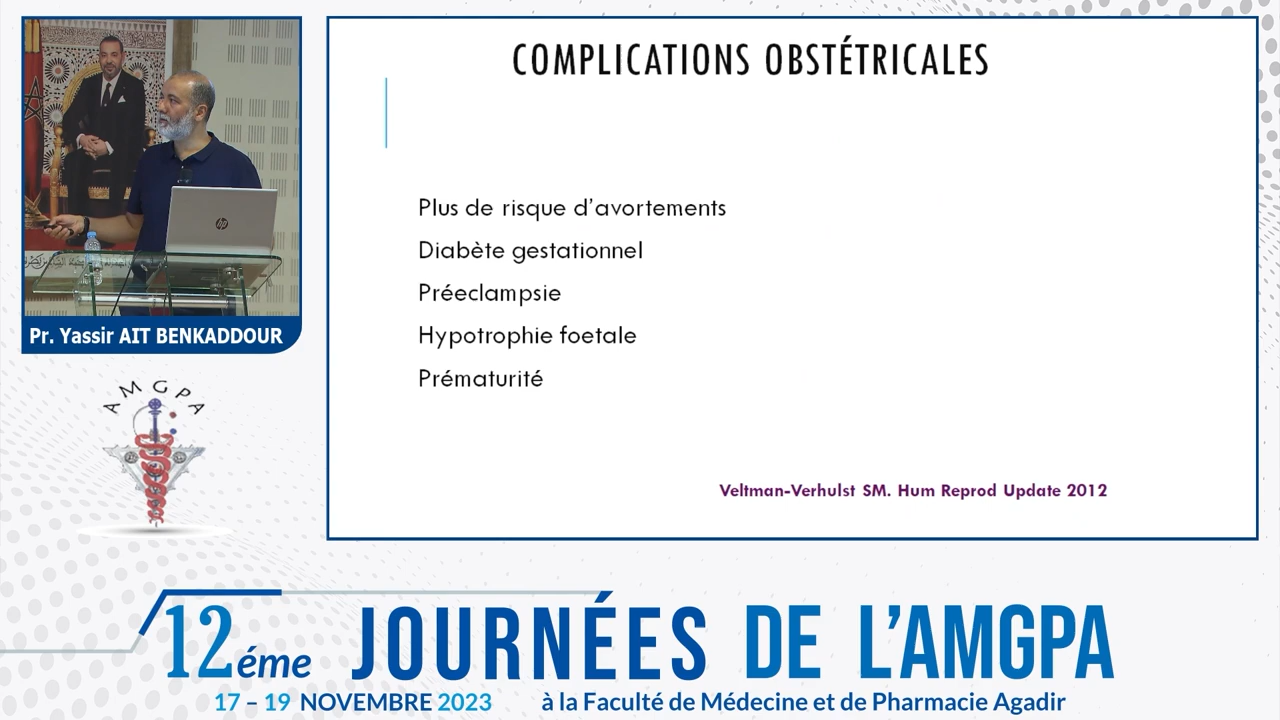 COMPLICATIONS OBSTÉTRICALES
Plus de risque d'avortements
Diabète gestationnel
Préeclampsie
Hypotrophie foetale
Prématurité
Veltman-Verhulst SM. Hum Reprod Update 2012
hp
Pr. Yassir AIT BENKADDOUR
AMGPA
12éme JOURNÉES DE L'AMGPA
17 – 19 NOVEMBRE 2023 à la Faculté de Médecine et de Pharmacie Agadir